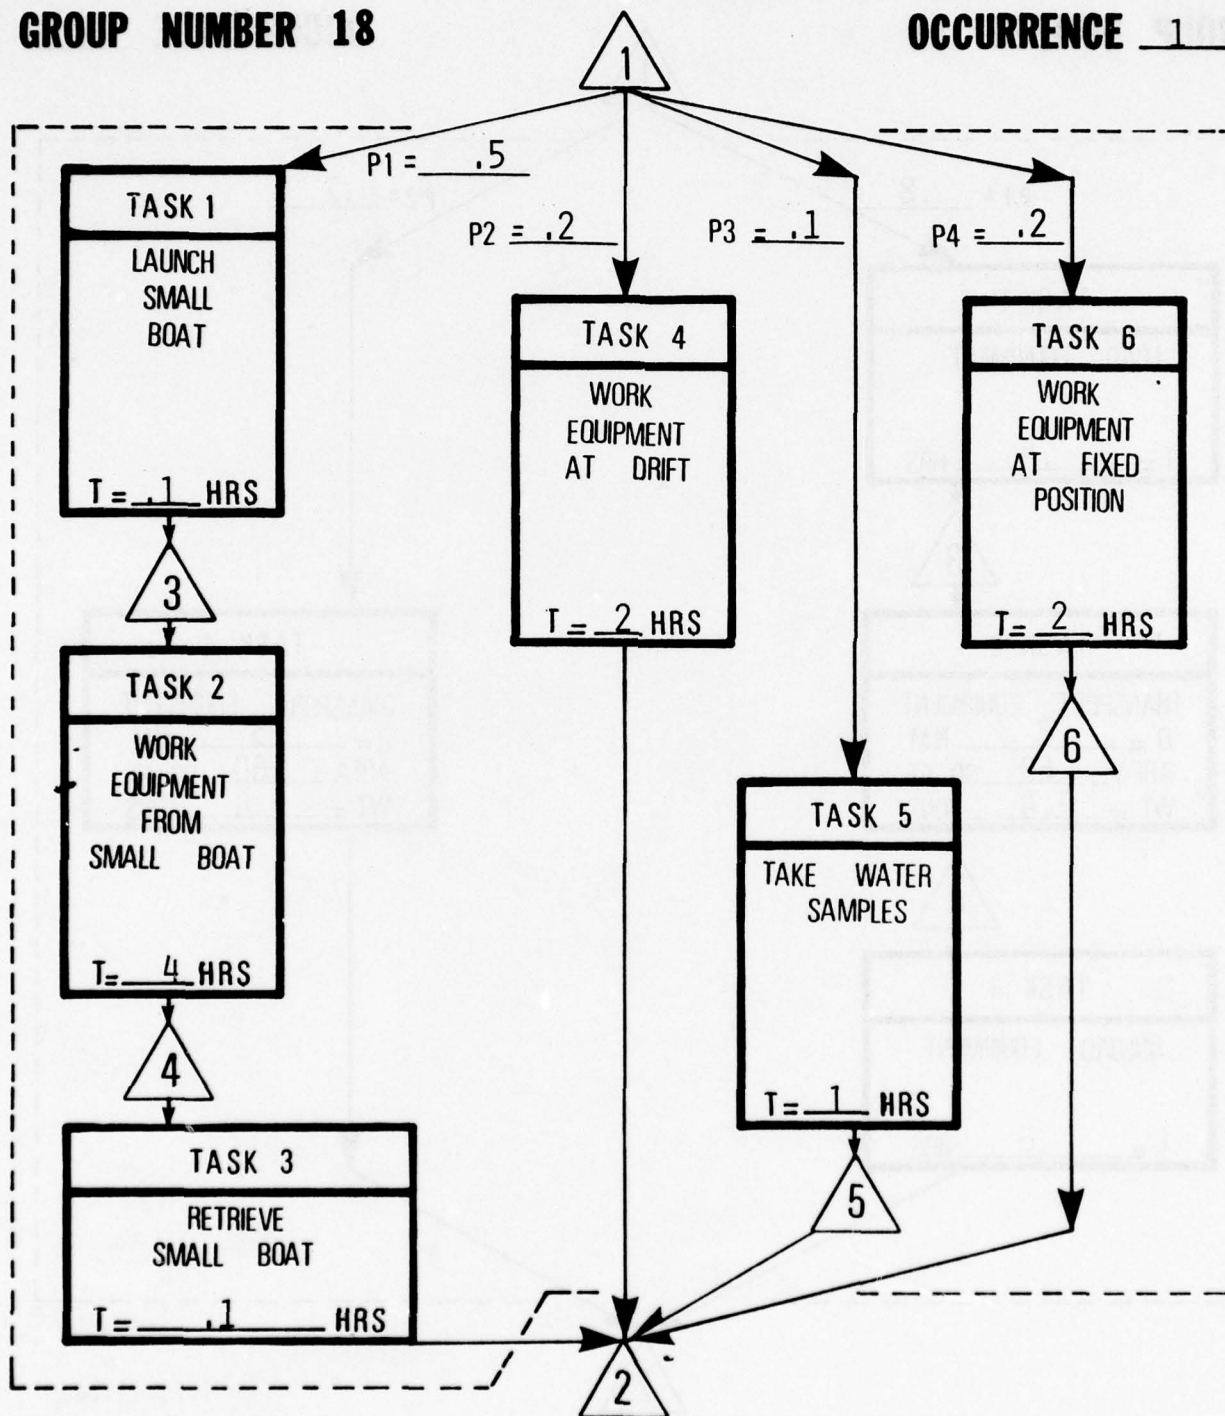 GROUP NUMBER 18
OCCURRENCE 1
1
P1 = .5
P2 = .2
P3 = .1
P4 = .2
TASK 1
LAUNCH
SMALL
BOAT
T = .1 HRS
3
TASK 2
WORK
EQUIPMENT
FROM
SMALL BOAT
T= 4 HRS
4
TASK 3
RETRIEVE
SMALL BOAT
T= .1 HRS
TASK 4
WORK
EQUIPMENT
AT DRIFT
T = 2 HRS
TASK 5
TAKE WATER
SAMPLES
T= 1 HRS
5
TASK 6
WORK
EQUIPMENT
AT FIXED
POSITION
T= 2 HRS
6
2